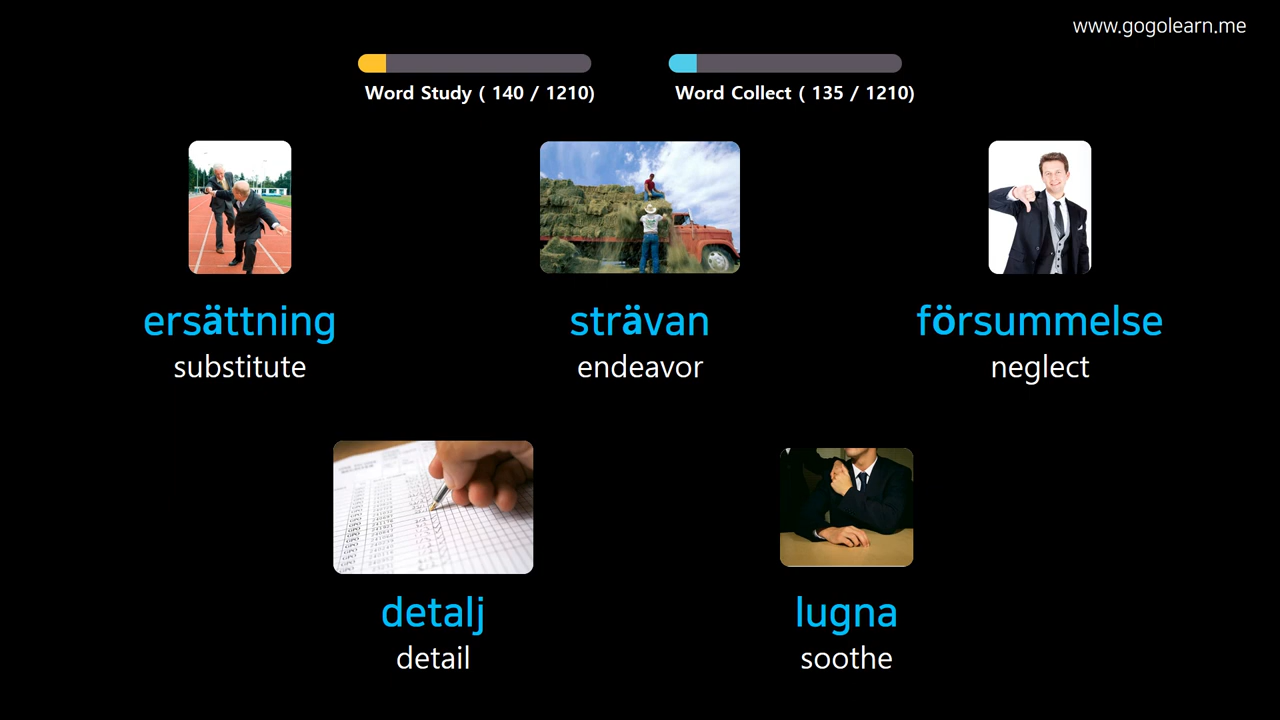 www.gogolearn.me
Word Study ( 140 / 1210)
Word Collect ( 135 / 1210)
ersättning
substitute
strävan
endeavor
försummelse
neglect
detalj
detail
lugna
soothe